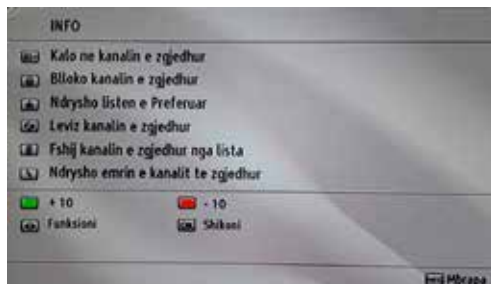 INFO
Kalo ne kanalin e zgjedhur
Blloko kanalin e zgjedhur
Ndrysho listen e Preferuar
Leviz kanalin e zgjedhur
Fshij kanalin e zgjedhur nga lista
Ndrysho emrin e kanalit te zgjedhur
+ 10 - 10
Funksioni Shikoni
Mbrapa